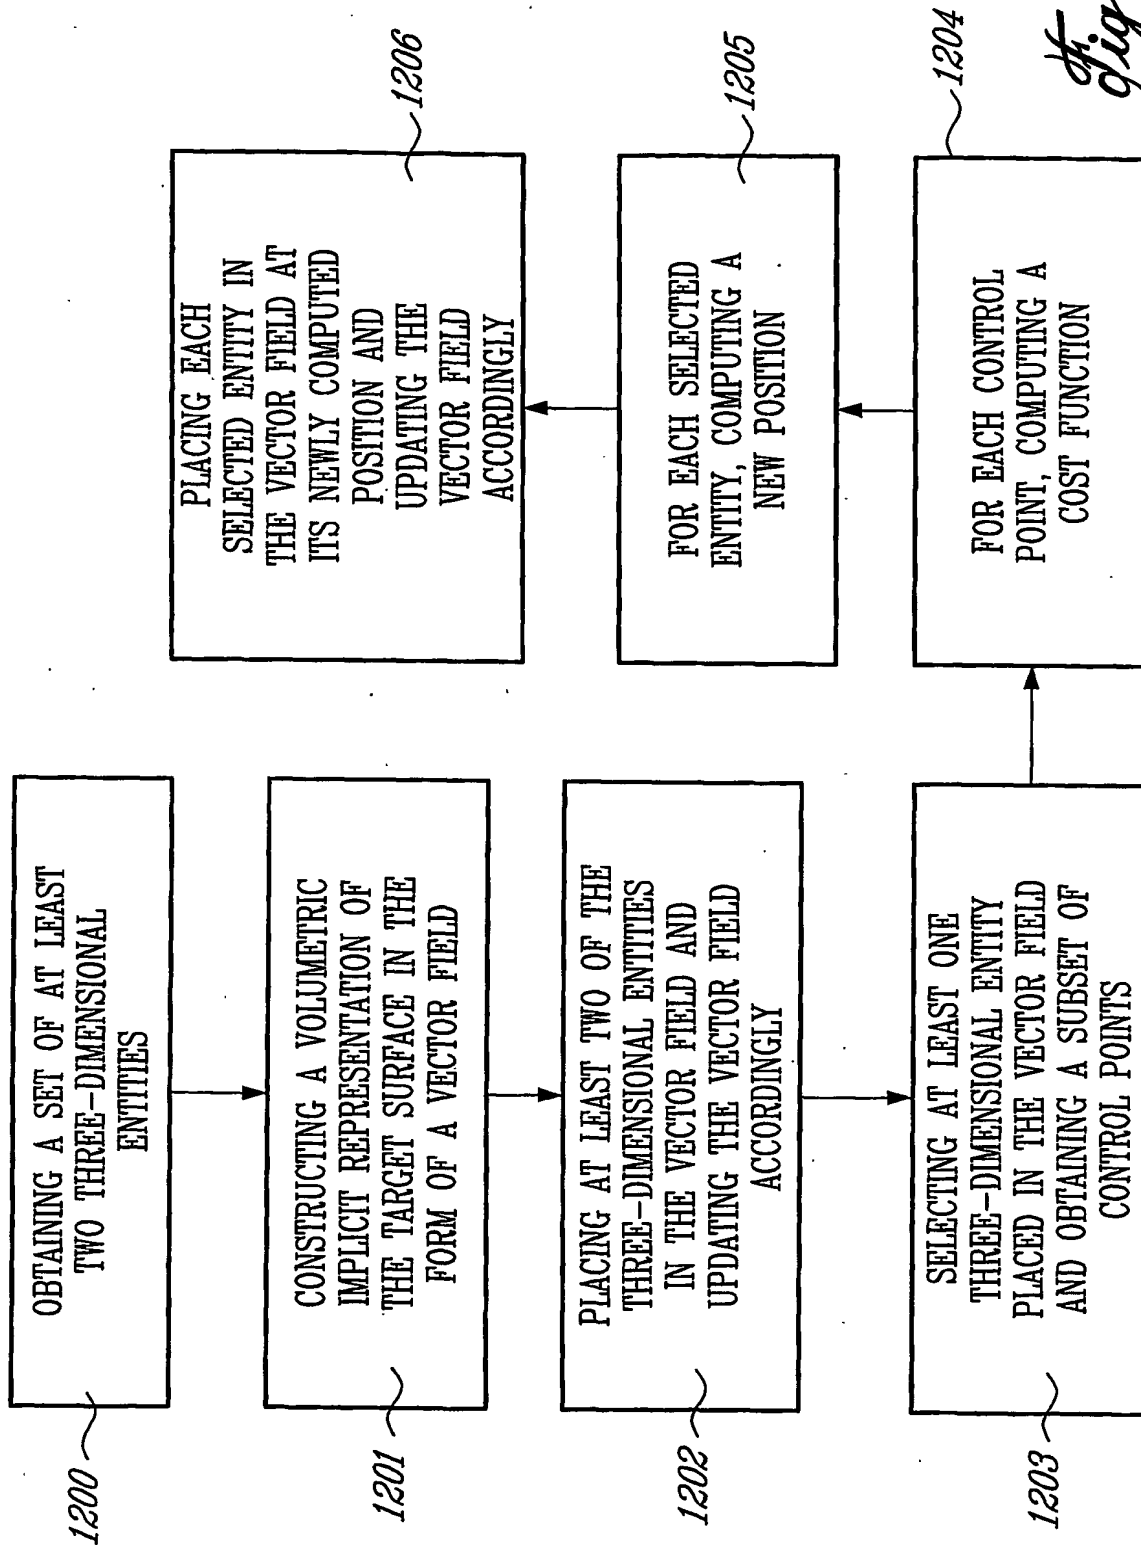 1200
OBTAINING A SET OF AT LEAST
TWO THREE-DIMENSIONAL
ENTITIES
1201
CONSTRUCTING A VOLUMETRIC
IMPLICIT REPRESENTATION OF
THE TARGET SURFACE IN THE
FORM OF A VECTOR FIELD
1202
PLACING AT LEAST TWO OF THE
THREE-DIMENSIONAL ENTITIES
IN THE VECTOR FIELD AND
UPDATING THE VECTOR FIELD
ACCORDINGLY
1203
SELECTING AT LEAST ONE
THREE-DIMENSIONAL ENTITY
PLACED IN THE VECTOR FIELD
AND OBTAINING A SUBSET OF
CONTROL POINTS
1204
FOR EACH CONTROL
POINT, COMPUTING A
COST FUNCTION
1205
FOR EACH SELECTED
ENTITY, COMPUTING A
NEW POSITION
1206
PLACING EACH
SELECTED ENTITY IN
THE VECTOR FIELD AT
ITS NEWLY COMPUTED
POSITION AND
UPDATING THE
VECTOR FIELD
ACCORDINGLY
Fig